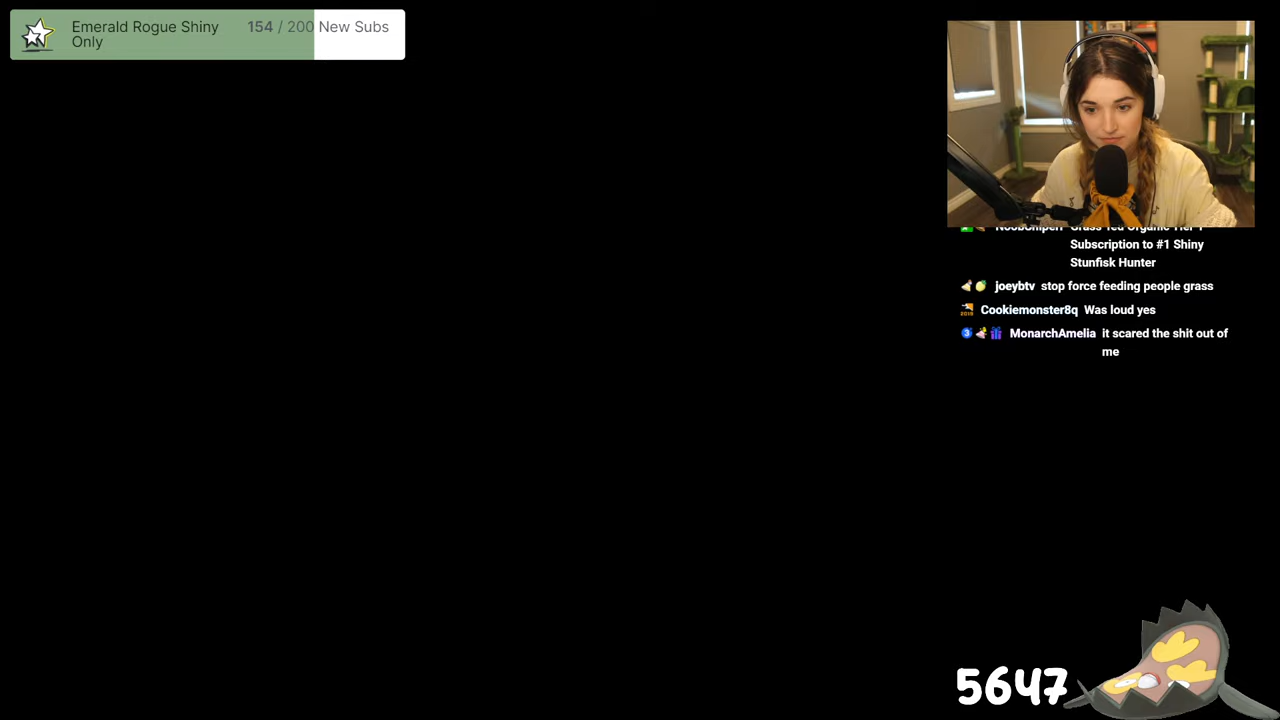 Emerald Rogue Shiny Only
154 / 200 New Subs
Subscription to #1 Shiny
Stunfisk Hunter
joeybtv stop force feeding people grass
Cookiemonster8q Was loud yes
MonarchAmelia it scared the shit out of
me
5647